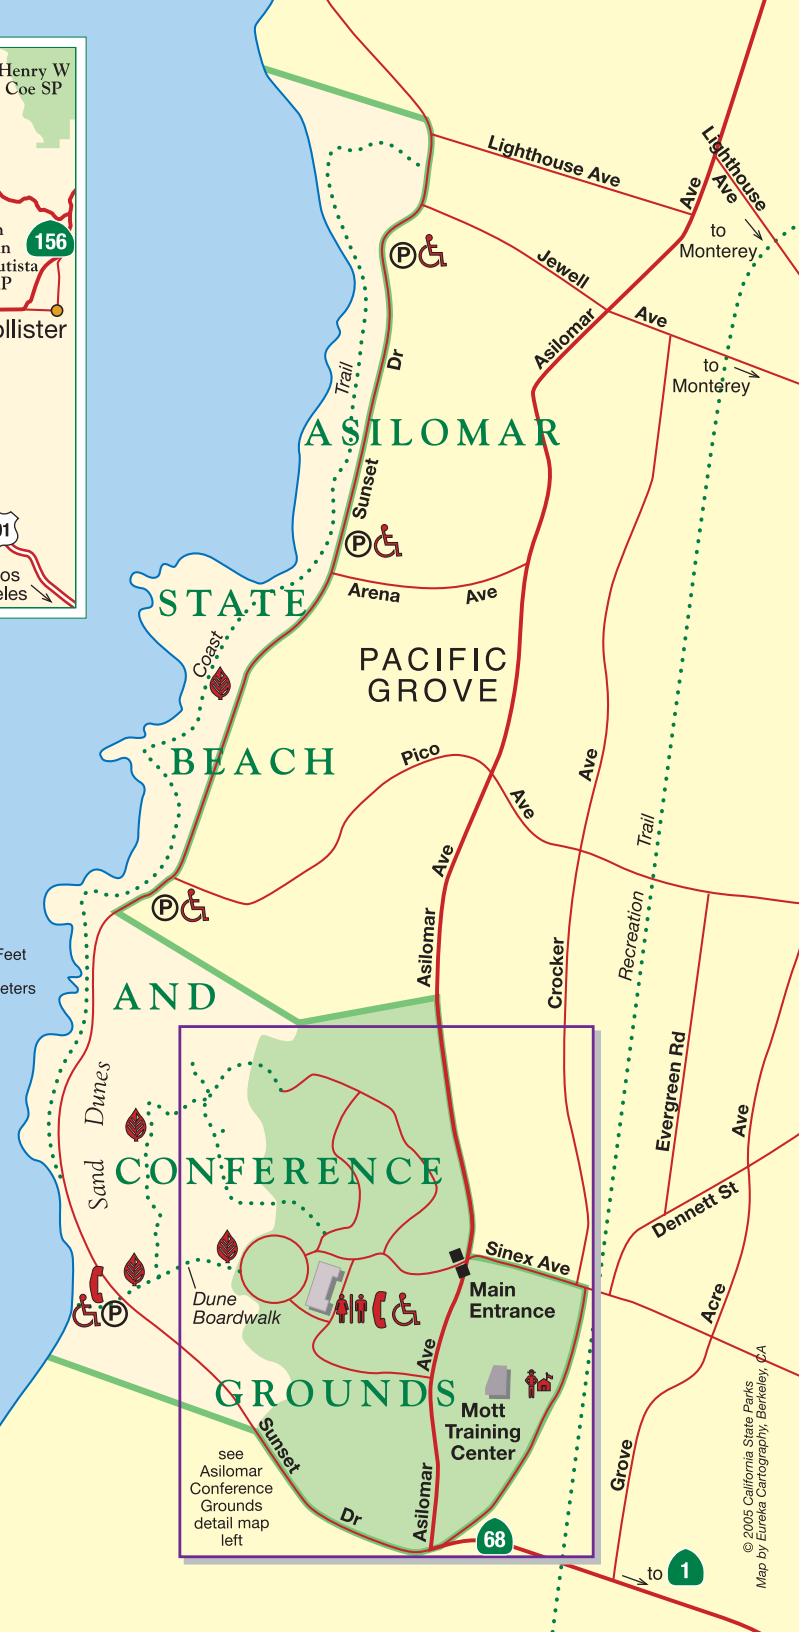 Henry W
Coe SP
156
Lighthouse Ave
Lighthouse
Ave
Ave
to
Monterey
Jewell
Ave
Asilomar
to
Monterey
Dr
Trail
ASILOMAR
Sunset
Arena Ave
STATE
Coast
PACIFIC
GROVE
BEACH
Pico
Ave
Ave
Ave
Trail
Asilomar
Crocker
Recreation
Feet
AND
Dunes
Sand
Evergreen Rd
Ave
CONFERENCE
Dennett St
Sinex Ave
Main
Entrance
Dune
Boardwalk
Acre
Ave
GROUNDS
Mott
Training
Center
Sunset
see
Asilomar
Conference
Grounds
detail map
left
Dr
Asilomar
Grove
68
to 1
© 2005 California State Parks
Map by Eureka Cartography, Berkeley, CA
P
P
P
P